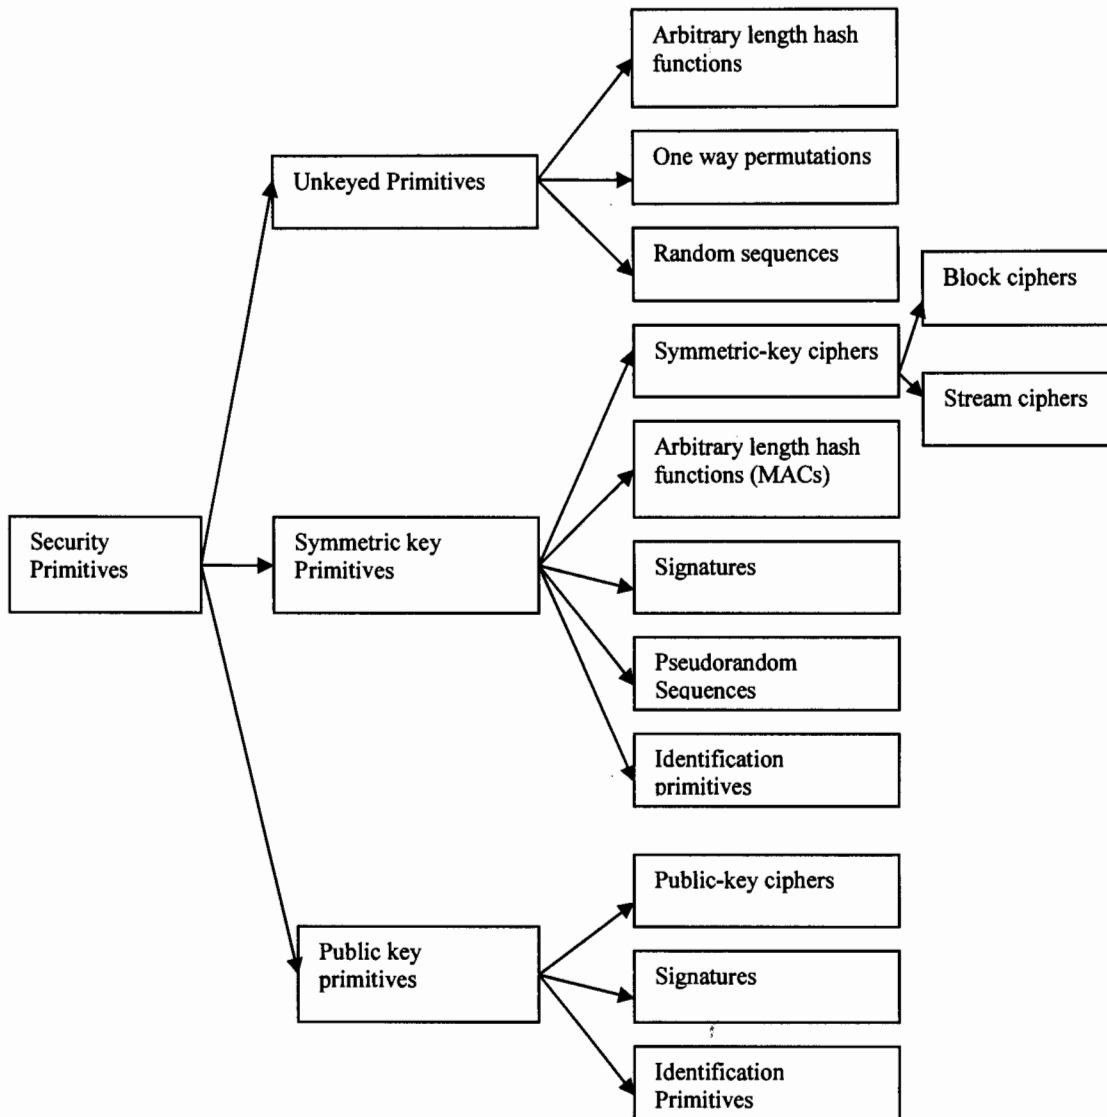 Arbitrary length hash
functions
One way permutations
Unkeyed Primitives
Random sequences
Block ciphers
Symmetric-key ciphers
Stream ciphers
Arbitrary length hash
functions (MACs)
Security
Primitives
Symmetric key
Primitives
Signatures
Pseudorandom
Sequences
Identification
primitives
Public-key ciphers
Public key
primitives
Signatures
Identification
Primitives